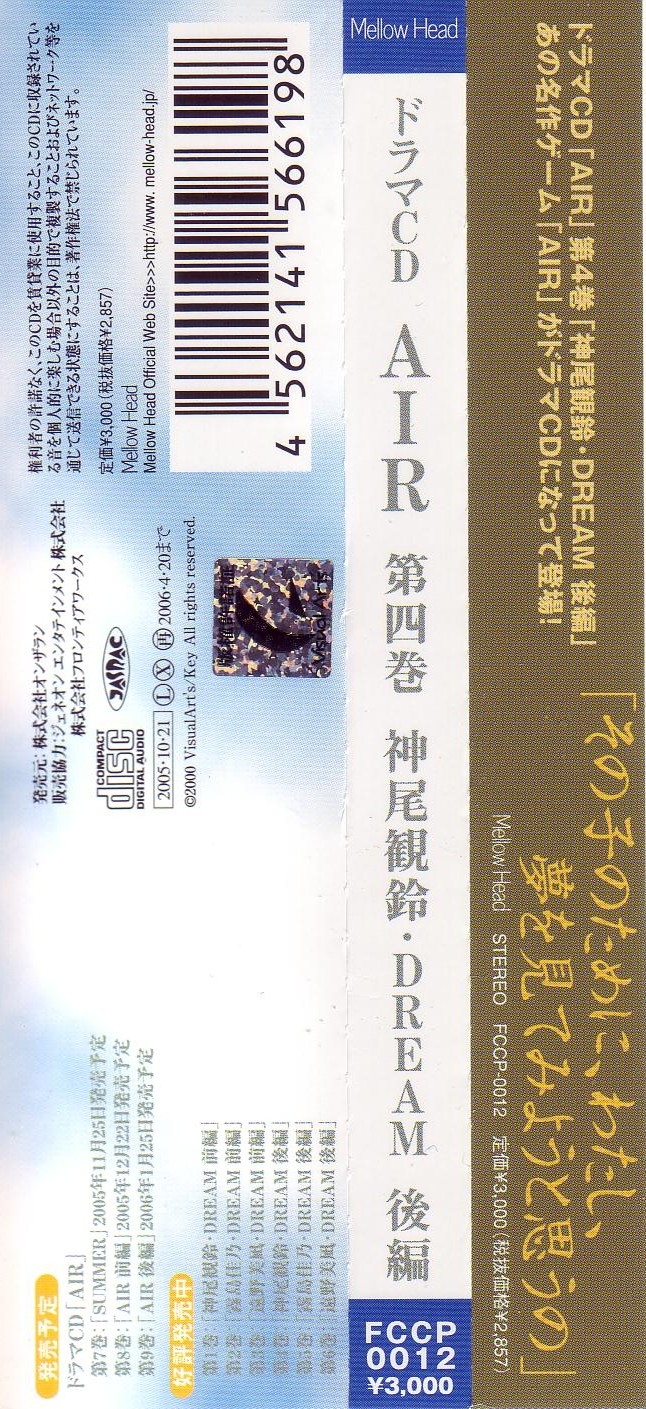 ドラマCD「AIR」第4巻「神尾観鈴・DREAM 後編」
あの名作ゲーム「AIR」がドラマCDになって登場!
「その子のために、わたし、
夢を見てみようと思うの」
Mellow Head STEREO FCCP-0012 定価¥3,000(税抜価格¥2,857)
Mellow Head
ドラマCD AIR 第四巻 神尾観鈴・DREAM 後編
FCCP
0012
¥3,000
権利者の許諾なく、このCDを賃貸業に使用すること、このCDに収録されてい
る音を個人的に楽しむ場合以外の目的で複製することおよびネットワーク等を
通じて送信できる状態にすることは、著作権法で禁じられています。
定価¥3,000(税抜価格¥2,857)
Mellow Head
Mellow Head Official Web Site>>>http://www. mellow-head.jp/
4562141566198
発売元:株式会社オンザラン
販売協力:ジェネオン エンタテインメント 株式会社
株式会社フロンティアワークス
COMPACT
disc
DIGITAL AUDIO
JASRAC
2005・10・21 Ⓛ Ⓧ ㊐2006・4・20まで
©2000 VisualArt's/Key All rights reserved.
VisualArt's
発売予定
ドラマCD「AIR」
第7巻:「SUMMER」2005年11月25日発売予定
第8巻:「AIR 前編」2005年12月22日発売予定
第9巻:「AIR 後編」2006年1月25日発売予定
好評発売中
第1巻:「神尾観鈴・DREAM 前編」
第2巻:「霧島佳乃・DREAM 前編」
第3巻:「遠野美凪・DREAM 前編」
第4巻:「神尾観鈴・DREAM 後編」
第5巻:「霧島佳乃・DREAM 後編」
第6巻:「遠野美凪・DREAM 後編」